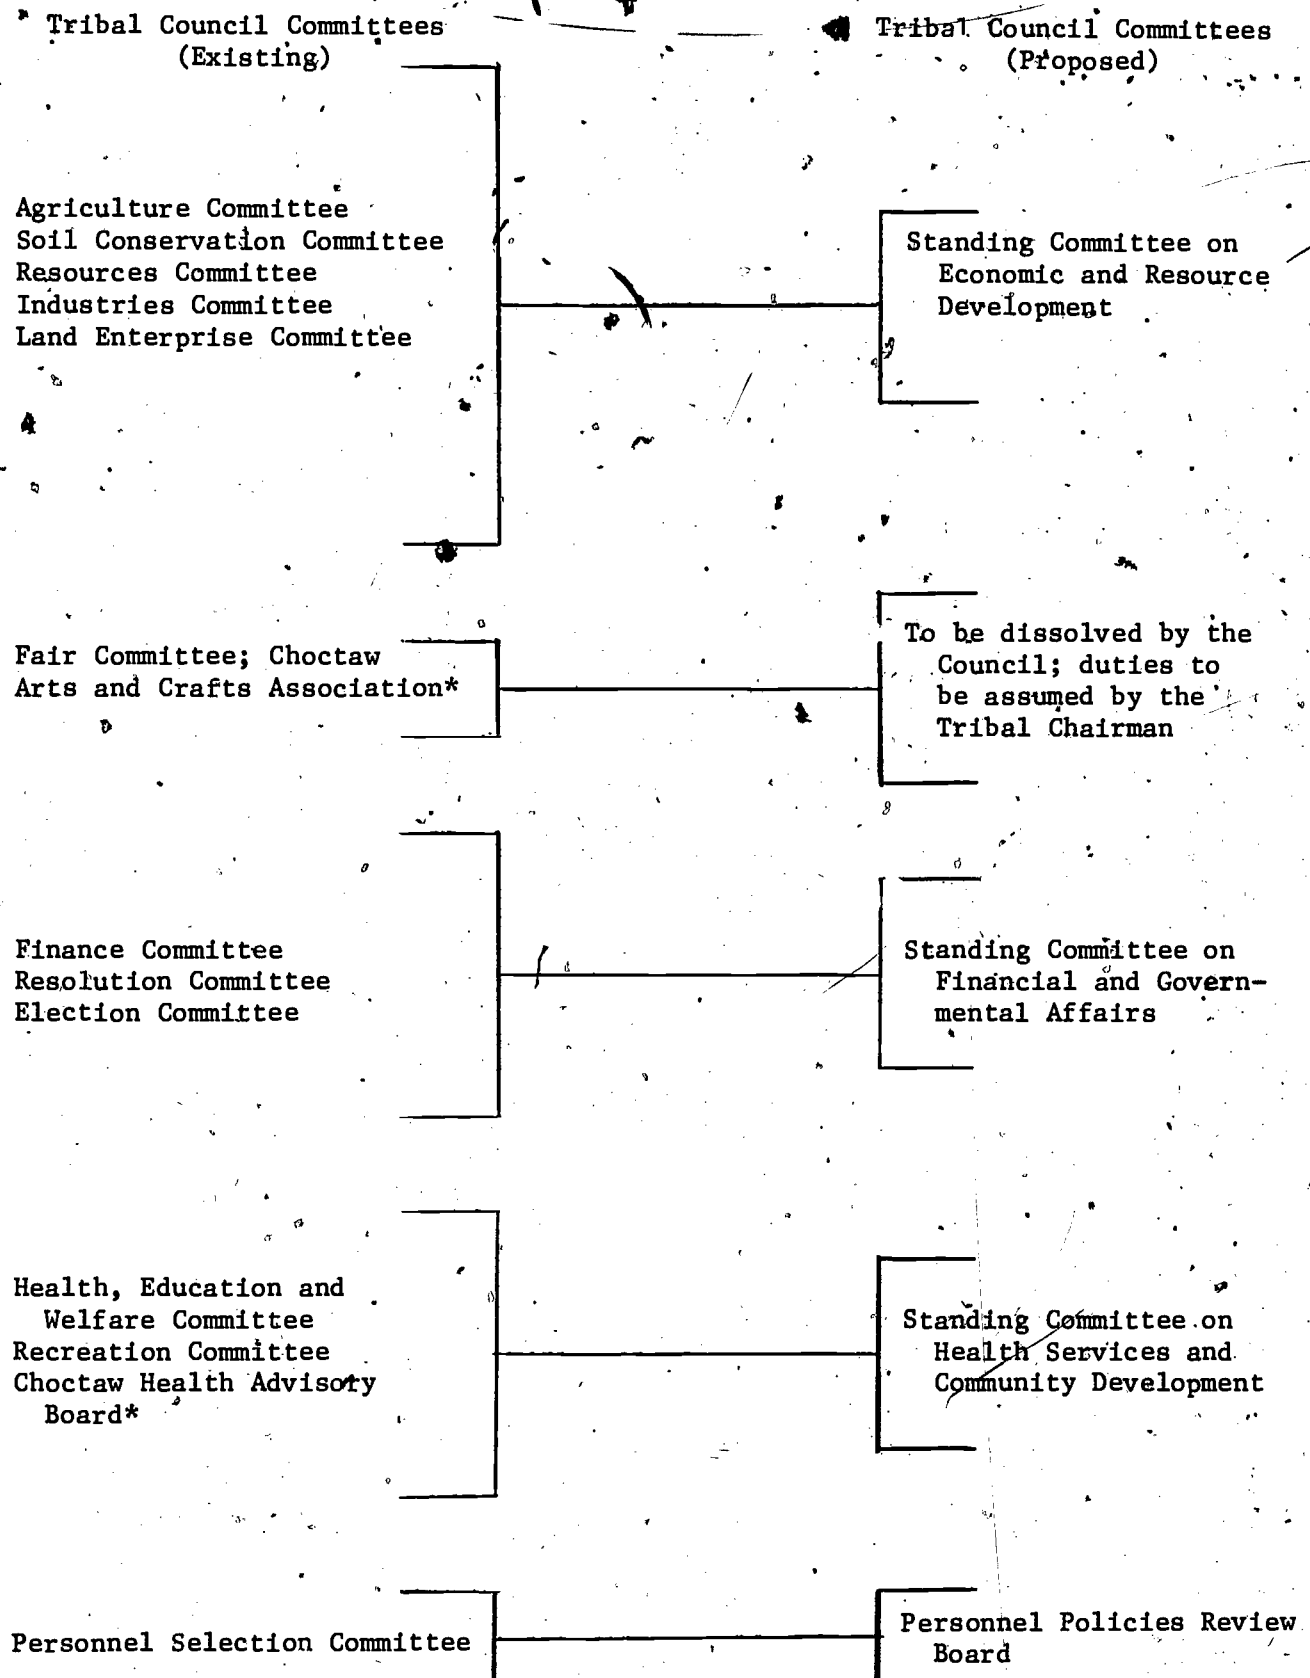 Tribal Council Committees
(Existing)
Tribal Council Committees
(Proposed)
Agriculture Committee
Soil Conservation Committee
Resources Committee
Industries Committee
Land Enterprise Committee
Standing Committee on
Economic and Resource
Development
Fair Committee; Choctaw
Arts and Crafts Association*
To be dissolved by the
Council; duties to
be assumed by the
Tribal Chairman
Finance Committee
Resolution Committee
Election Committee
Standing Committee on
Financial and Govern-
mental Affairs
Health, Education and
Welfare Committee
Recreation Committee
Choctaw Health Advisory
Board*
Standing Committee on
Health Services and
Community Development
Personnel Selection Committee
Personnel Policies Review
Board